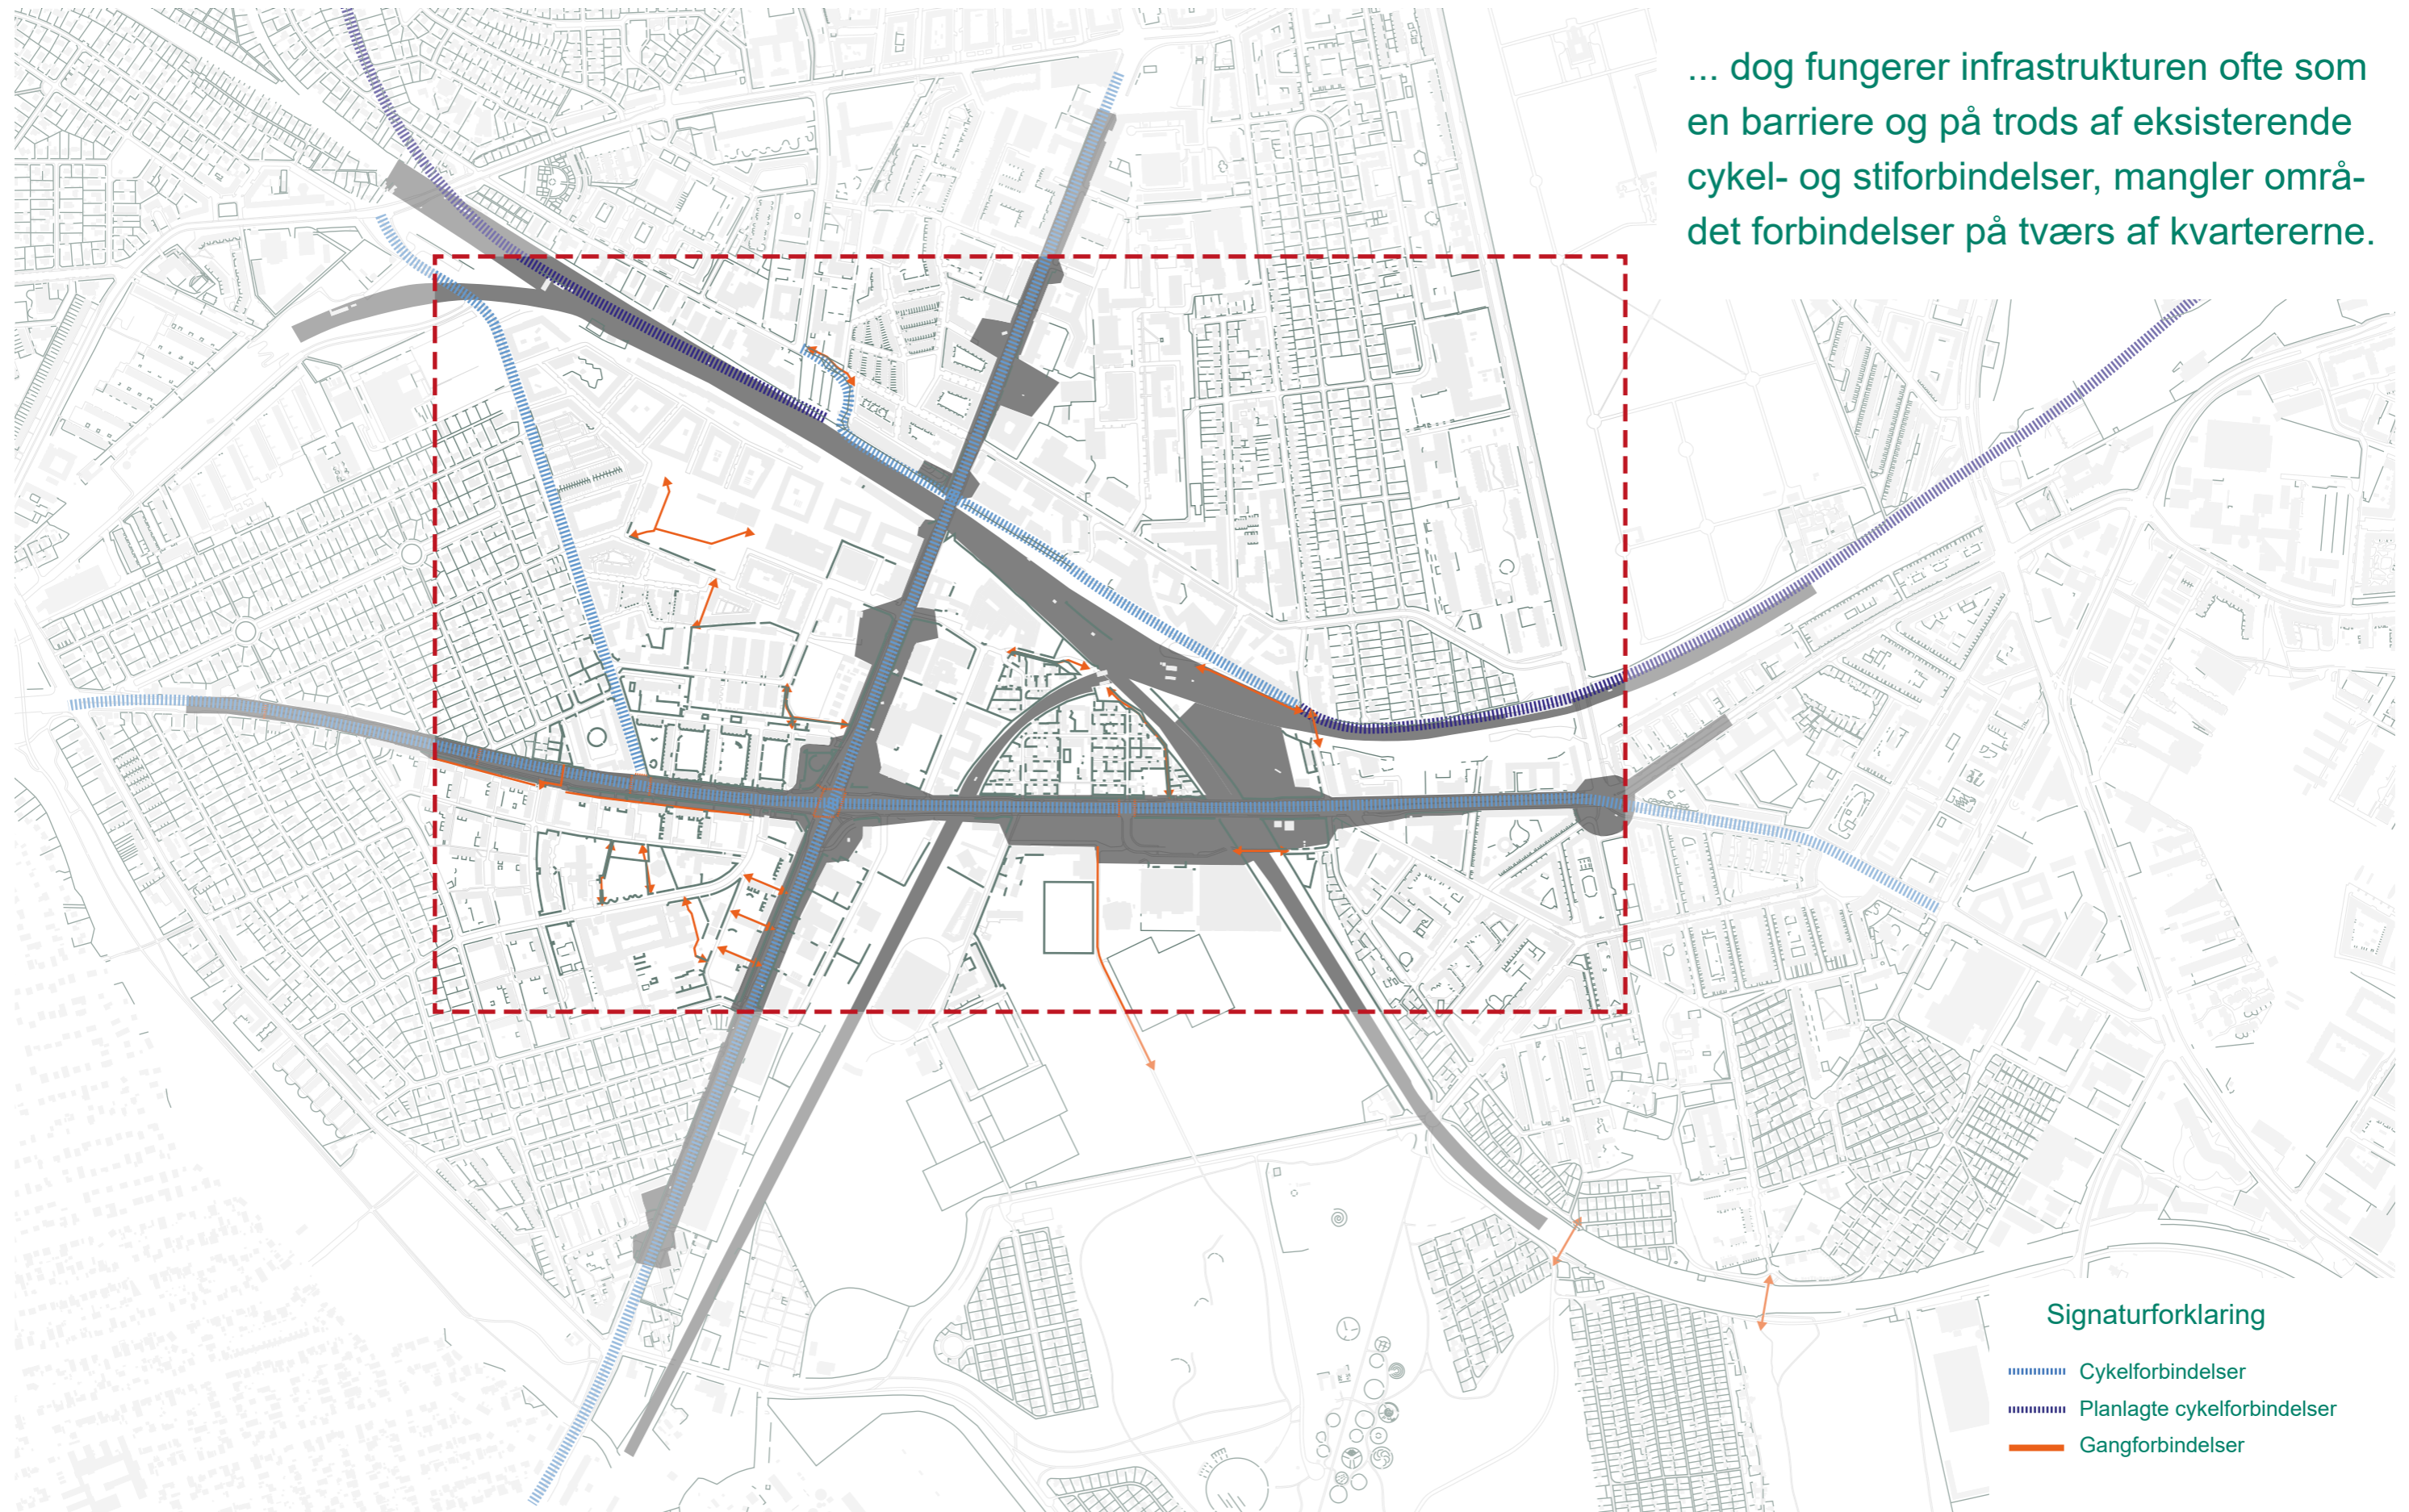 ... dog fungerer infrastrukturen ofte som
en barriere og på trods af eksisterende
cykel- og stiforbindelser, mangler områ-
det forbindelser på tværs af kvartererne.
Signaturforklaring
Cykelforbindelser
Planlagte cykelforbindelser
Gangforbindelser